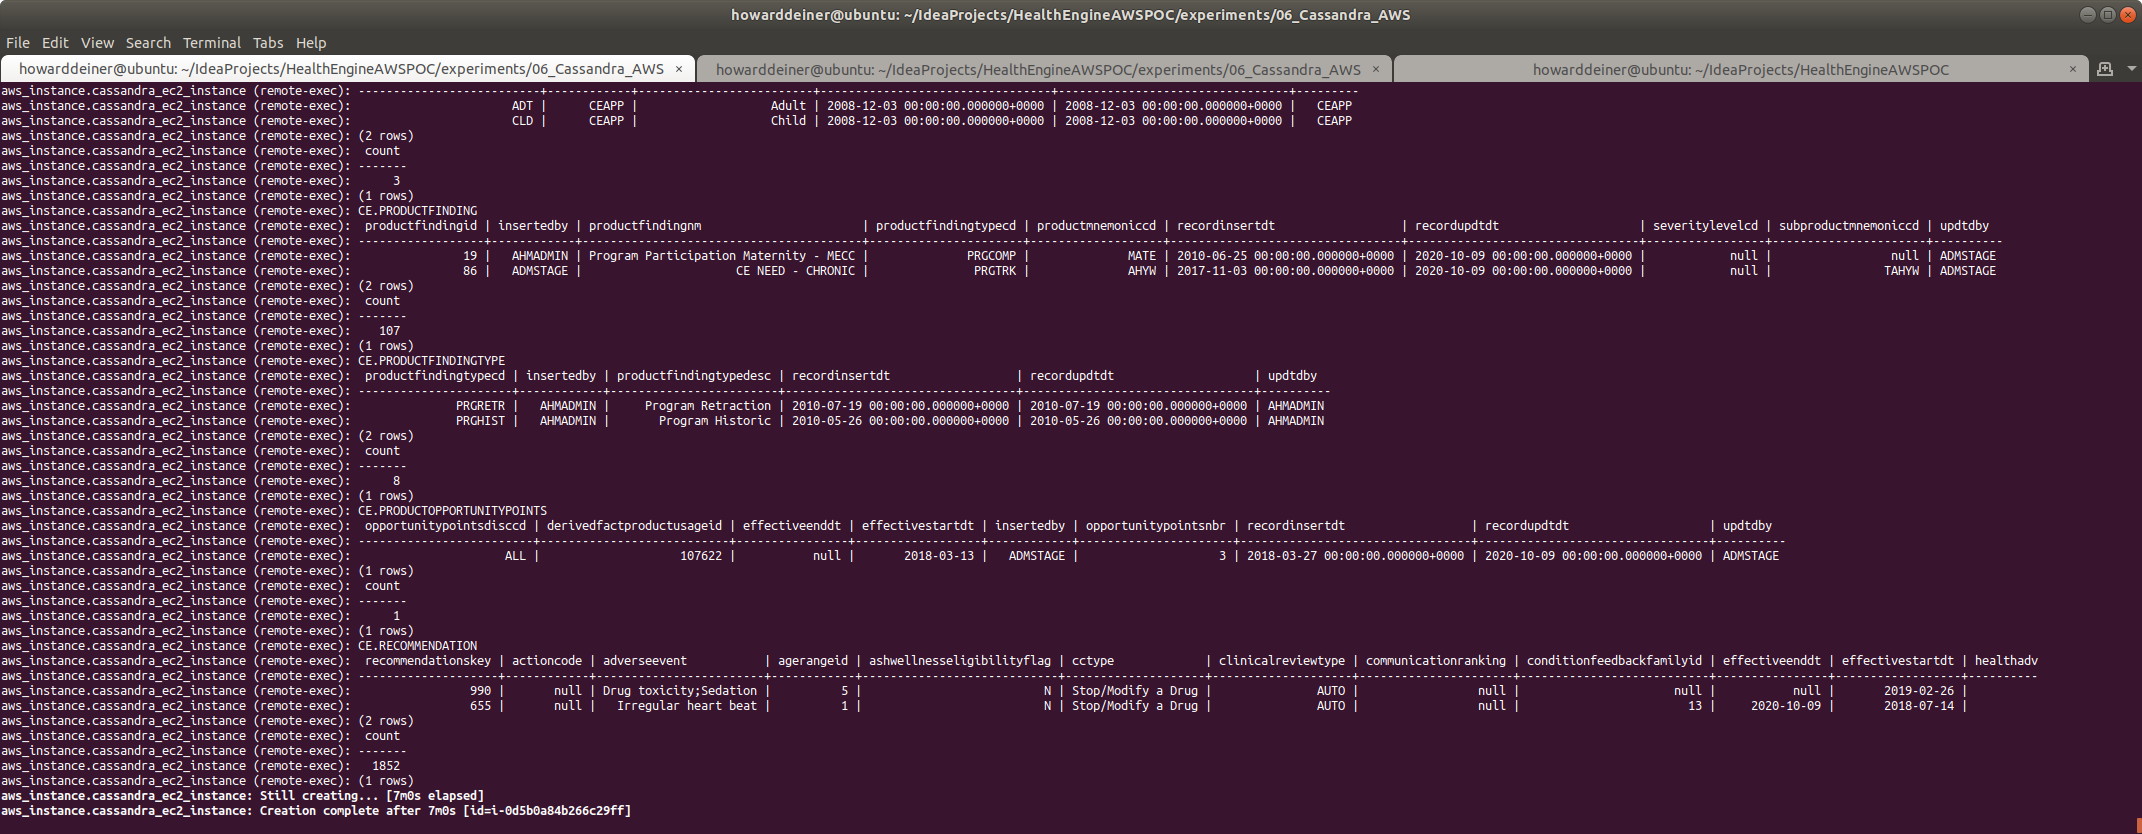 howarddeiner@ubuntu: ~/IdeaProjects/HealthEngineAWSPOC/experiments/06_Cassandra_AWS
File Edit View Search Terminal Tabs Help
howarddeiner@ubuntu: ~/IdeaProjects/HealthEngineAWSPOC/experiments/06_Cassandra_AWS × howarddeiner@ubuntu: ~/IdeaProjects/HealthEngineAWSPOC/experiments/06_Cassandra_AWS × howarddeiner@ubuntu: ~/IdeaProjects/HealthEngineAWSPOC ×
aws_instance.cassandra_ec2_instance (remote-exec): --------------------------+------------+-------------------------+---------------------------------+---------------------------------+---------
aws_instance.cassandra_ec2_instance (remote-exec): ADT | CEAPP | Adult | 2008-12-03 00:00:00.000000+0000 | 2008-12-03 00:00:00.000000+0000 | CEAPP
aws_instance.cassandra_ec2_instance (remote-exec): CLD | CEAPP | Child | 2008-12-03 00:00:00.000000+0000 | 2008-12-03 00:00:00.000000+0000 | CEAPP
aws_instance.cassandra_ec2_instance (remote-exec): (2 rows)
aws_instance.cassandra_ec2_instance (remote-exec): count
aws_instance.cassandra_ec2_instance (remote-exec): -------
aws_instance.cassandra_ec2_instance (remote-exec): 3
aws_instance.cassandra_ec2_instance (remote-exec): (1 rows)
aws_instance.cassandra_ec2_instance (remote-exec): CE.PRODUCTFINDING
aws_instance.cassandra_ec2_instance (remote-exec): productfindingid | insertedby | productfindingnm | productfindingtypecd | productmnemoniccd | recordinsertdt | recordupdtdt | severitylevelcd | subproductmnemoniccd | updtdby
aws_instance.cassandra_ec2_instance (remote-exec): ------------------+------------+----------------------------------------+----------------------+-------------------+---------------------------------+---------------------------------+-----------------+----------------------+----------
aws_instance.cassandra_ec2_instance (remote-exec): 19 | AHMADMIN | Program Participation Maternity - MECC | PRGCOMP | MATE | 2010-06-25 00:00:00.000000+0000 | 2020-10-09 00:00:00.000000+0000 | null | null | ADMSTAGE
aws_instance.cassandra_ec2_instance (remote-exec): 86 | ADMSTAGE | CE NEED - CHRONIC | PRGTRK | AHYW | 2017-11-03 00:00:00.000000+0000 | 2020-10-09 00:00:00.000000+0000 | null | TAHYW | ADMSTAGE
aws_instance.cassandra_ec2_instance (remote-exec): (2 rows)
aws_instance.cassandra_ec2_instance (remote-exec): count
aws_instance.cassandra_ec2_instance (remote-exec): -------
aws_instance.cassandra_ec2_instance (remote-exec): 107
aws_instance.cassandra_ec2_instance (remote-exec): (1 rows)
aws_instance.cassandra_ec2_instance (remote-exec): CE.PRODUCTFINDINGTYPE
aws_instance.cassandra_ec2_instance (remote-exec): productfindingtypecd | insertedby | productfindingtypedesc | recordinsertdt | recordupdtdt | updtdby
aws_instance.cassandra_ec2_instance (remote-exec): ----------------------+------------+------------------------+---------------------------------+---------------------------------+----------
aws_instance.cassandra_ec2_instance (remote-exec): PRGRETR | AHMADMIN | Program Retraction | 2010-07-19 00:00:00.000000+0000 | 2010-07-19 00:00:00.000000+0000 | AHMADMIN
aws_instance.cassandra_ec2_instance (remote-exec): PRGHIST | AHMADMIN | Program Historic | 2010-05-26 00:00:00.000000+0000 | 2010-05-26 00:00:00.000000+0000 | AHMADMIN
aws_instance.cassandra_ec2_instance (remote-exec): (2 rows)
aws_instance.cassandra_ec2_instance (remote-exec): count
aws_instance.cassandra_ec2_instance (remote-exec): -------
aws_instance.cassandra_ec2_instance (remote-exec): 8
aws_instance.cassandra_ec2_instance (remote-exec): (1 rows)
aws_instance.cassandra_ec2_instance (remote-exec): CE.PRODUCTOPPORTUNITYPOINTS
aws_instance.cassandra_ec2_instance (remote-exec): opportunitypointsdisccd | derivedfactproductusageid | effectiveenddt | effectivestartdt | insertedby | opportunitypointsnbr | recordinsertdt | recordupdtdt | updtdby
aws_instance.cassandra_ec2_instance (remote-exec): -------------------------+---------------------------+----------------+------------------+------------+----------------------+---------------------------------+---------------------------------+----------
aws_instance.cassandra_ec2_instance (remote-exec): ALL | 107622 | null | 2018-03-13 | ADMSTAGE | 3 | 2018-03-27 00:00:00.000000+0000 | 2020-10-09 00:00:00.000000+0000 | ADMSTAGE
aws_instance.cassandra_ec2_instance (remote-exec): (1 rows)
aws_instance.cassandra_ec2_instance (remote-exec): count
aws_instance.cassandra_ec2_instance (remote-exec): -------
aws_instance.cassandra_ec2_instance (remote-exec): 1
aws_instance.cassandra_ec2_instance (remote-exec): (1 rows)
aws_instance.cassandra_ec2_instance (remote-exec): CE.RECOMMENDATION
aws_instance.cassandra_ec2_instance (remote-exec): recommendationskey | actioncode | adverseevent | agerangeid | ashwellnesseligibilityflag | cctype | clinicalreviewtype | communicationranking | conditionfeedbackfamilyid | effectiveenddt | effectivestartdt | healthadv
aws_instance.cassandra_ec2_instance (remote-exec): --------------------+------------+------------------------+------------+----------------------------+--------------------+--------------------+----------------------+---------------------------+----------------+------------------+----------
aws_instance.cassandra_ec2_instance (remote-exec): 990 | null | Drug toxicity;Sedation | 5 | N | Stop/Modify a Drug | AUTO | null | null | null | 2019-02-26 |
aws_instance.cassandra_ec2_instance (remote-exec): 655 | null | Irregular heart beat | 1 | N | Stop/Modify a Drug | AUTO | null | 13 | 2020-10-09 | 2018-07-14 |
aws_instance.cassandra_ec2_instance (remote-exec): (2 rows)
aws_instance.cassandra_ec2_instance (remote-exec): count
aws_instance.cassandra_ec2_instance (remote-exec): -------
aws_instance.cassandra_ec2_instance (remote-exec): 1852
aws_instance.cassandra_ec2_instance (remote-exec): (1 rows)
aws_instance.cassandra_ec2_instance: Still creating... [7m0s elapsed]
aws_instance.cassandra_ec2_instance: Creation complete after 7m0s [id=i-0d5b0a84b266c29ff]